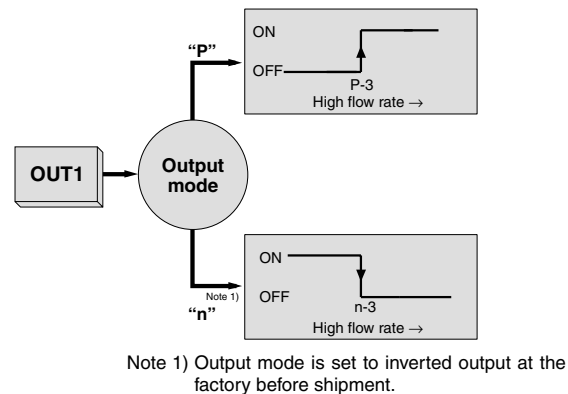 ON
“P”
OFF
P-3
High flow rate →
OUT1
Output
mode
ON
Note 1)
OFF
“n”
n-3
High flow rate →
Note 1) Output mode is set to inverted output at the
factory before shipment.